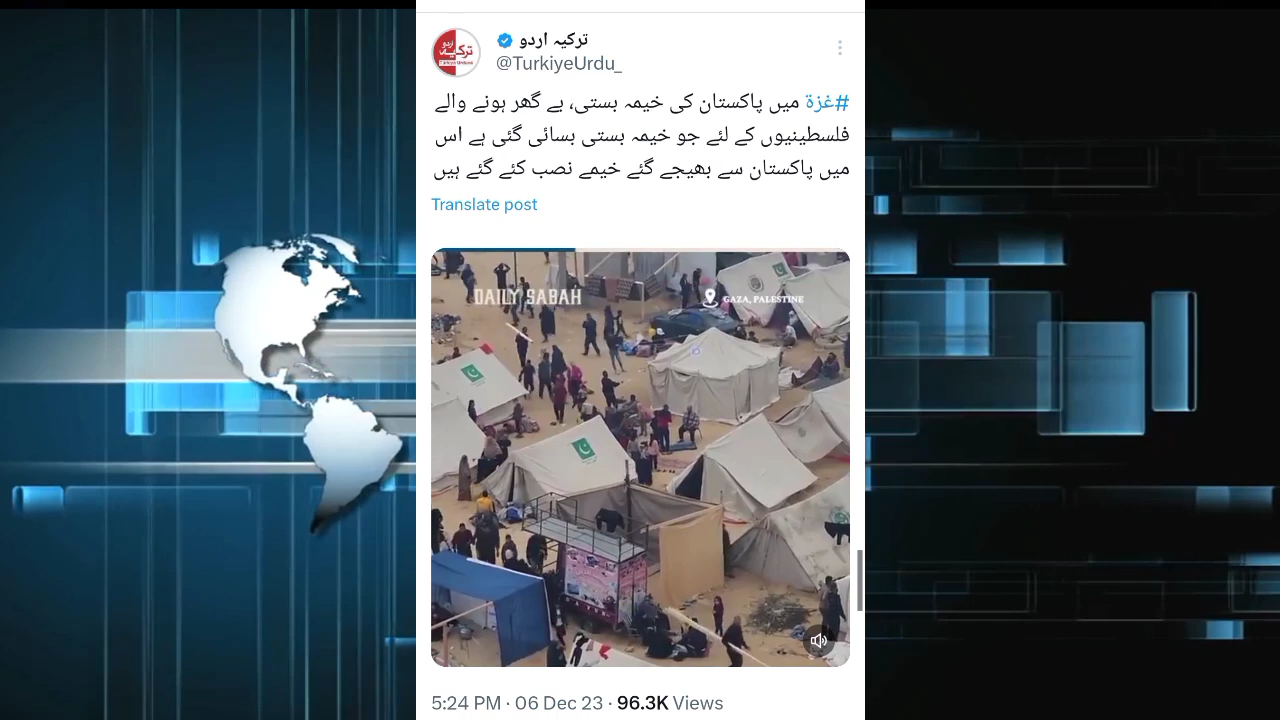 ترکیہ اردو
@TurkiyeUrdu_
#غزة میں پاکستان کی خیمہ بستی، بے گھر ہونے والے
فلسطینیوں کے لئے جو خیمہ بستی بسائی گئی ہے اس
میں پاکستان سے بھیجے گئے خیمے نصب کئے گئے ہیں
Translate post
DAILY SABAH
GAZA, PALESTINE
5:24 PM · 06 Dec 23 · 96.3K Views